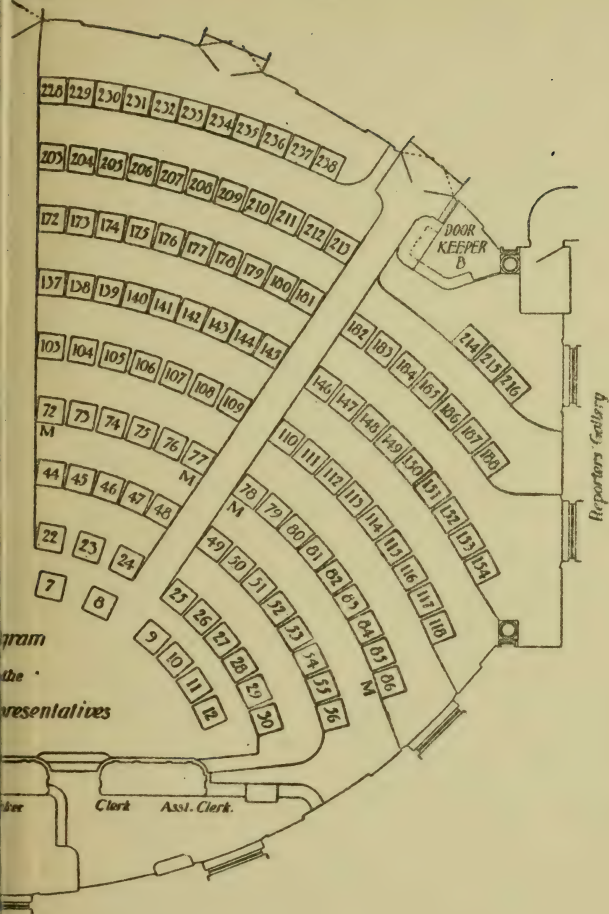 228 229 230 231 232 233 234 235 236 237 238
203 204 205 206 207 208 209 210 211 212 213
DOOR
KEEPER
B
172 173 174 175 176 177 178 179 180 181
214 215 216
137 138 139 140 141 142 143 144 145
182 183 184 185 186 187 188
Reporters' Gallery
103 104 105 106 107 108 109
146 147 148 149 150 151 152 153 154
72 73 74 75 76 77
M
M
110 111 112 113 114 115 116 117 118
44 45 46 47 48
78 79 80 81 82 83 84 85 86
M
M
22 23 24
49 50 51 52 53 54 55 56
7 8
25 26 27 28 29 30
9 10 11 12
gram
the
resentatives
Clerk Asst. Clerk.